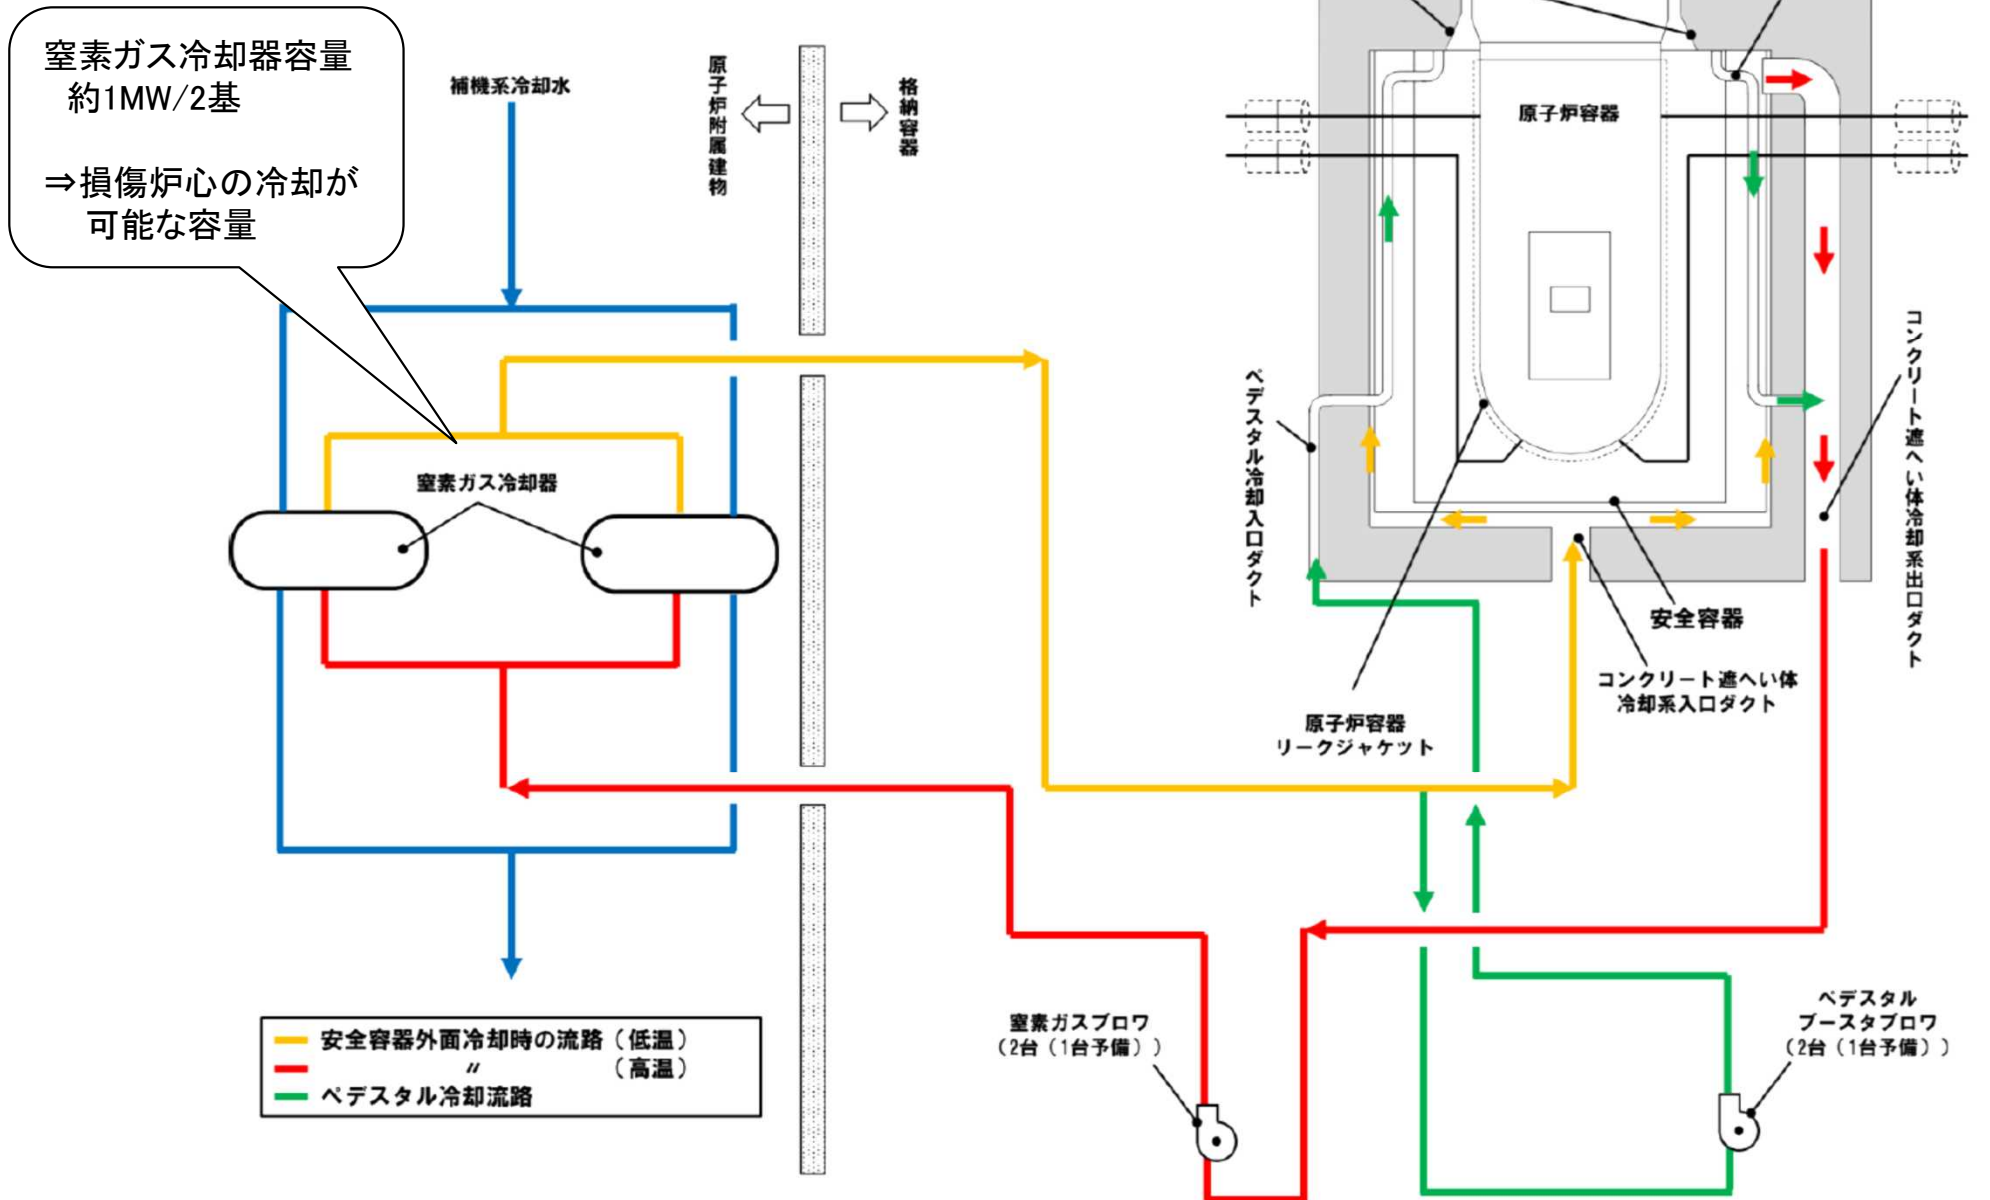 窒素ガス冷却器容量
約1MW/2基
⇒損傷炉心の冷却が
可能な容量
補機系冷却水
原子炉附属建物
格納容器
原子炉容器
窒素ガス冷却器
ペデスタル冷却入口ダクト
コンクリート遮へい体冷却系出口ダクト
安全容器
コンクリート遮へい体
冷却系入口ダクト
原子炉容器
リークジャケット
窒素ガスブロワ
(2台(1台予備))
ペデスタル
ブースタブロワ
(2台(1台予備))
安全容器外面冷却時の流路(低温)
〃 (高温)
ペデスタル冷却流路